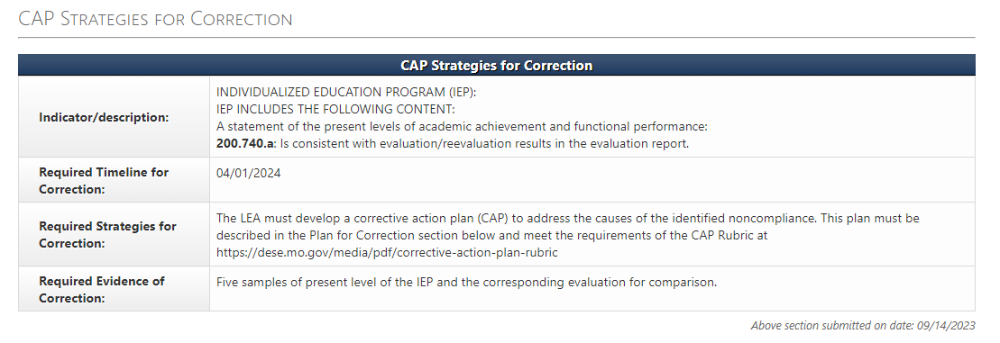 CAP Strategies for Correction
CAP Strategies for Correction
Indicator/description:
INDIVIDUALIZED EDUCATION PROGRAM (IEP):
IEP INCLUDES THE FOLLOWING CONTENT:
A statement of the present levels of academic achievement and functional performance:
200.740.a: Is consistent with evaluation/reevaluation results in the evaluation report.
Required Timeline for
Correction:
04/01/2024
Required Strategies for
Correction:
The LEA must develop a corrective action plan (CAP) to address the causes of the identified noncompliance. This plan must be
described in the Plan for Correction section below and meet the requirements of the CAP Rubric at
https://dese.mo.gov/media/pdf/corrective-action-plan-rubric
Required Evidence of
Correction:
Five samples of present level of the IEP and the corresponding evaluation for comparison.
Above section submitted on date: 09/14/2023